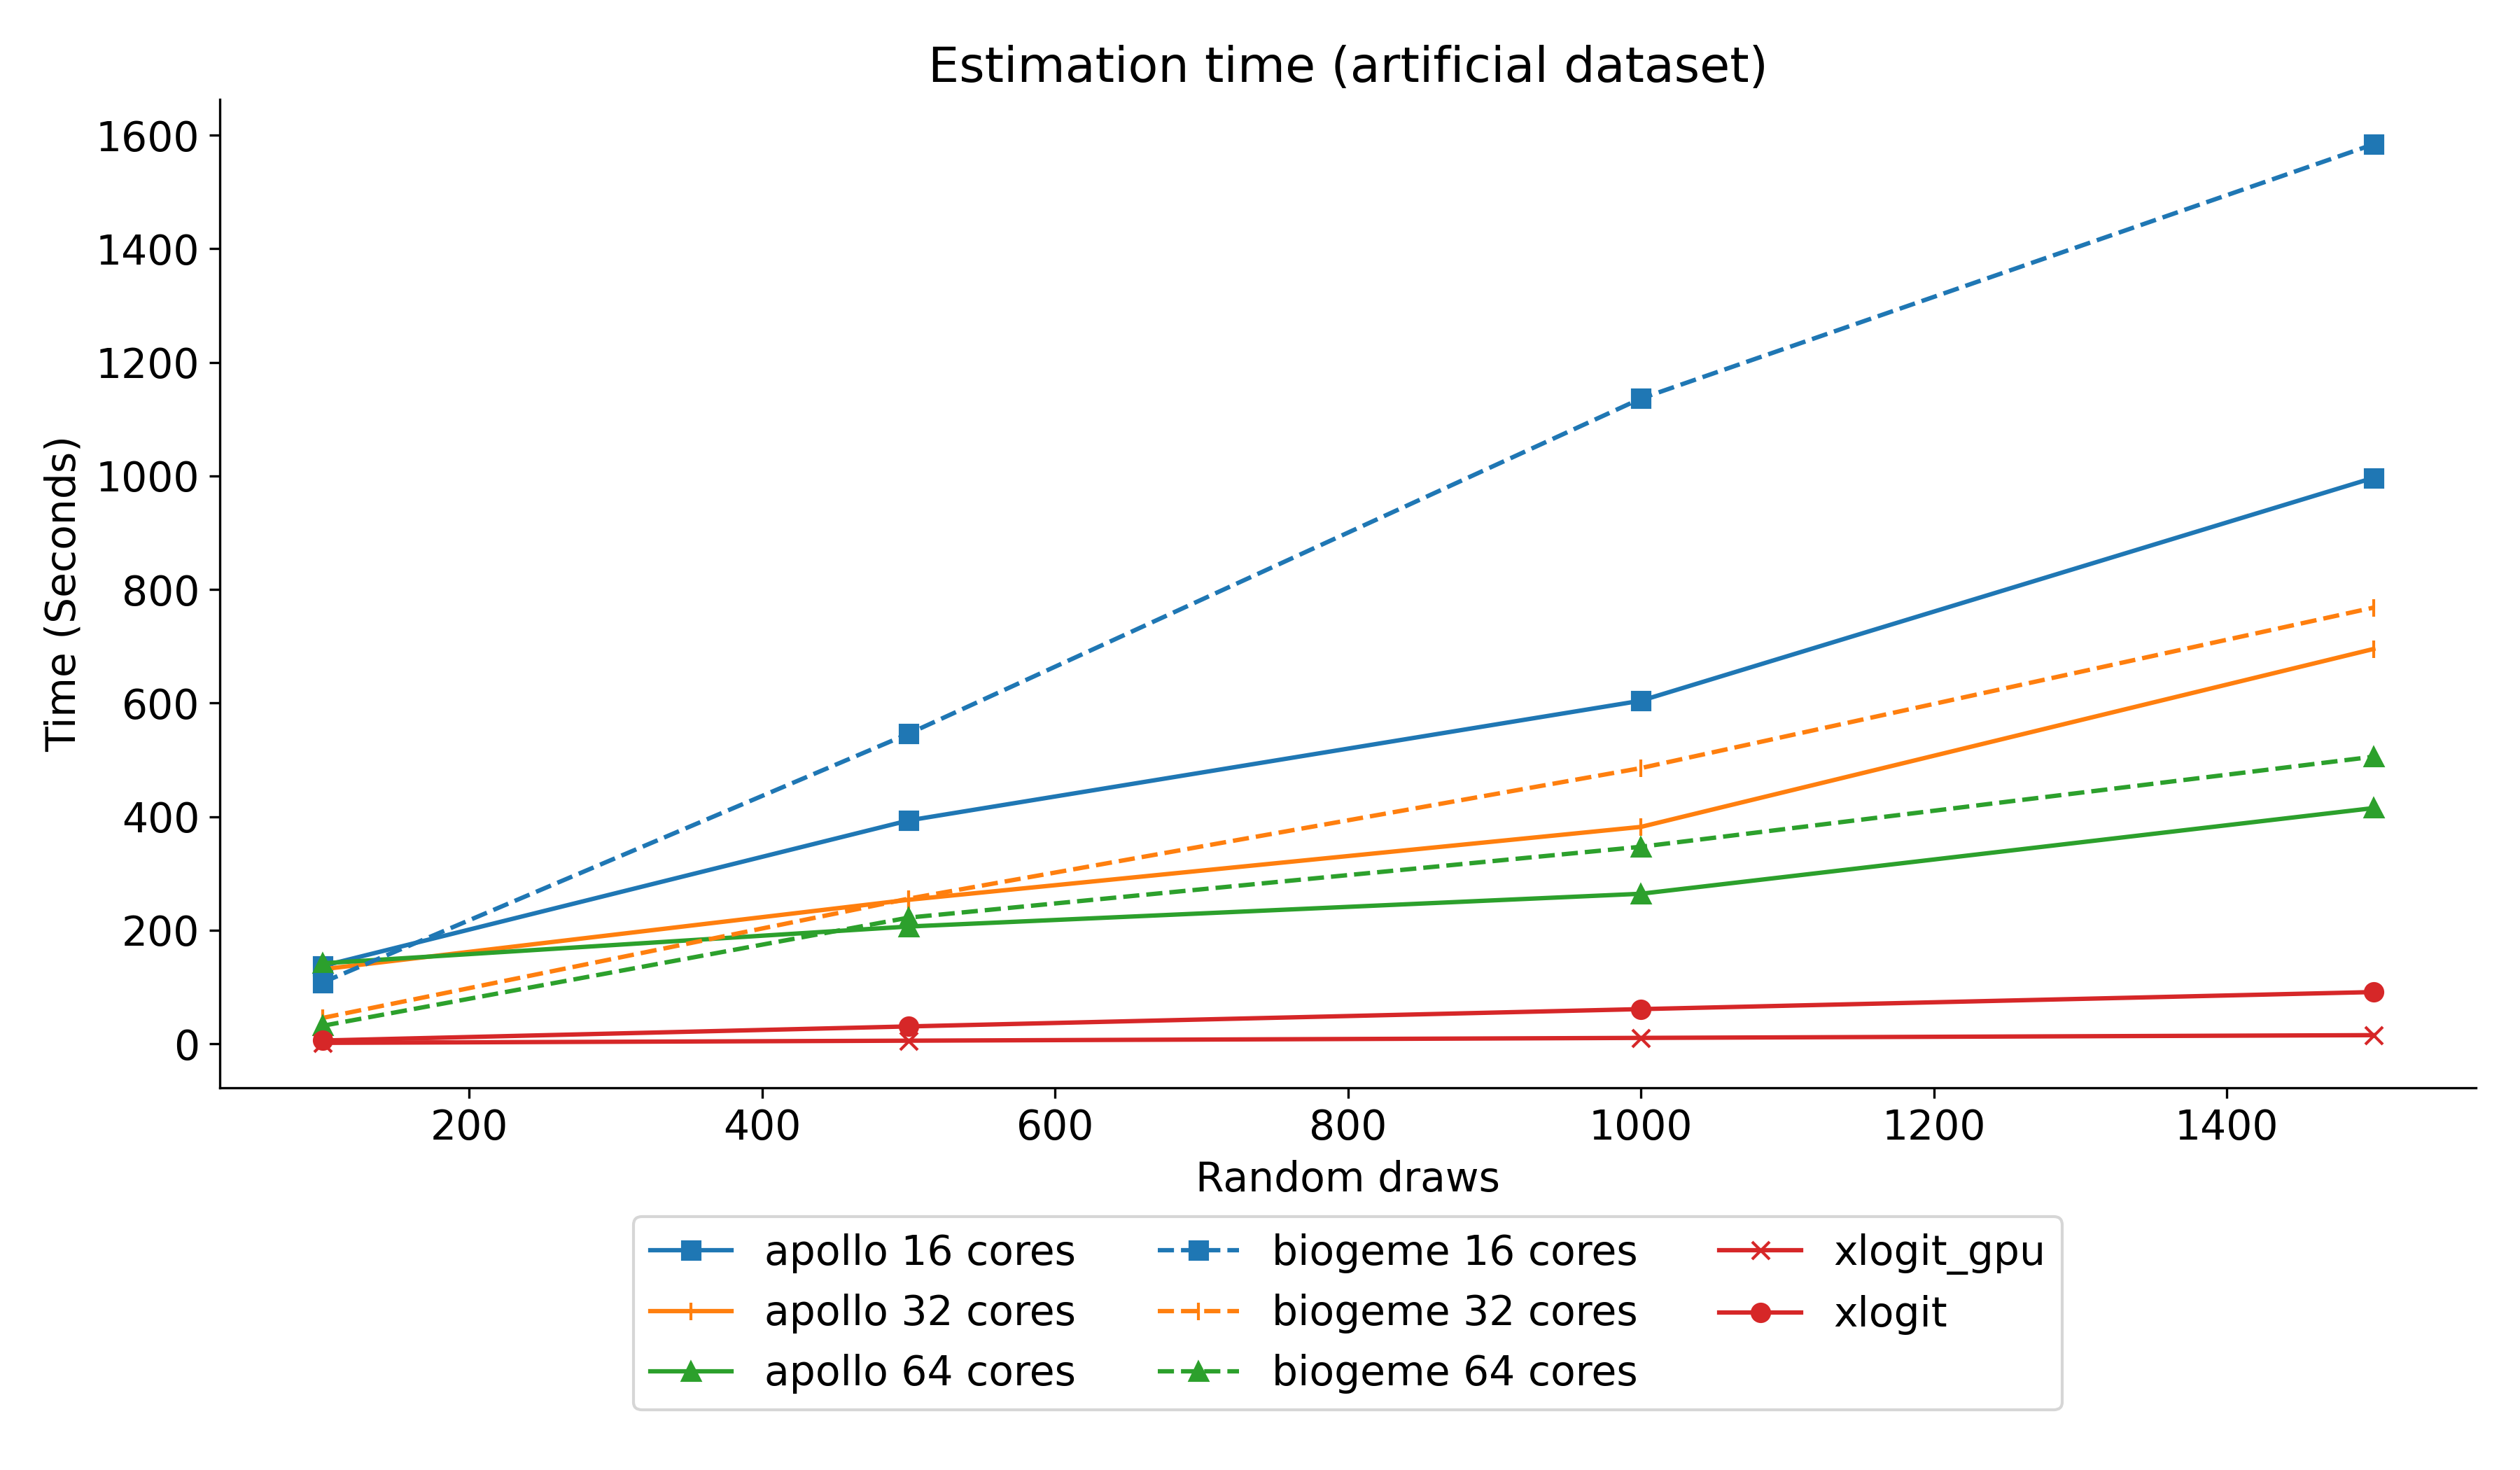 Estimation time (artificial dataset)
1600
1400
1200
1000
800
600
400
200
0
Time (Seconds)
200 400 600 800 1000 1200 1400
Random draws
apollo 16 cores
apollo 32 cores
apollo 64 cores
biogeme 16 cores
biogeme 32 cores
biogeme 64 cores
xlogit_gpu
xlogit